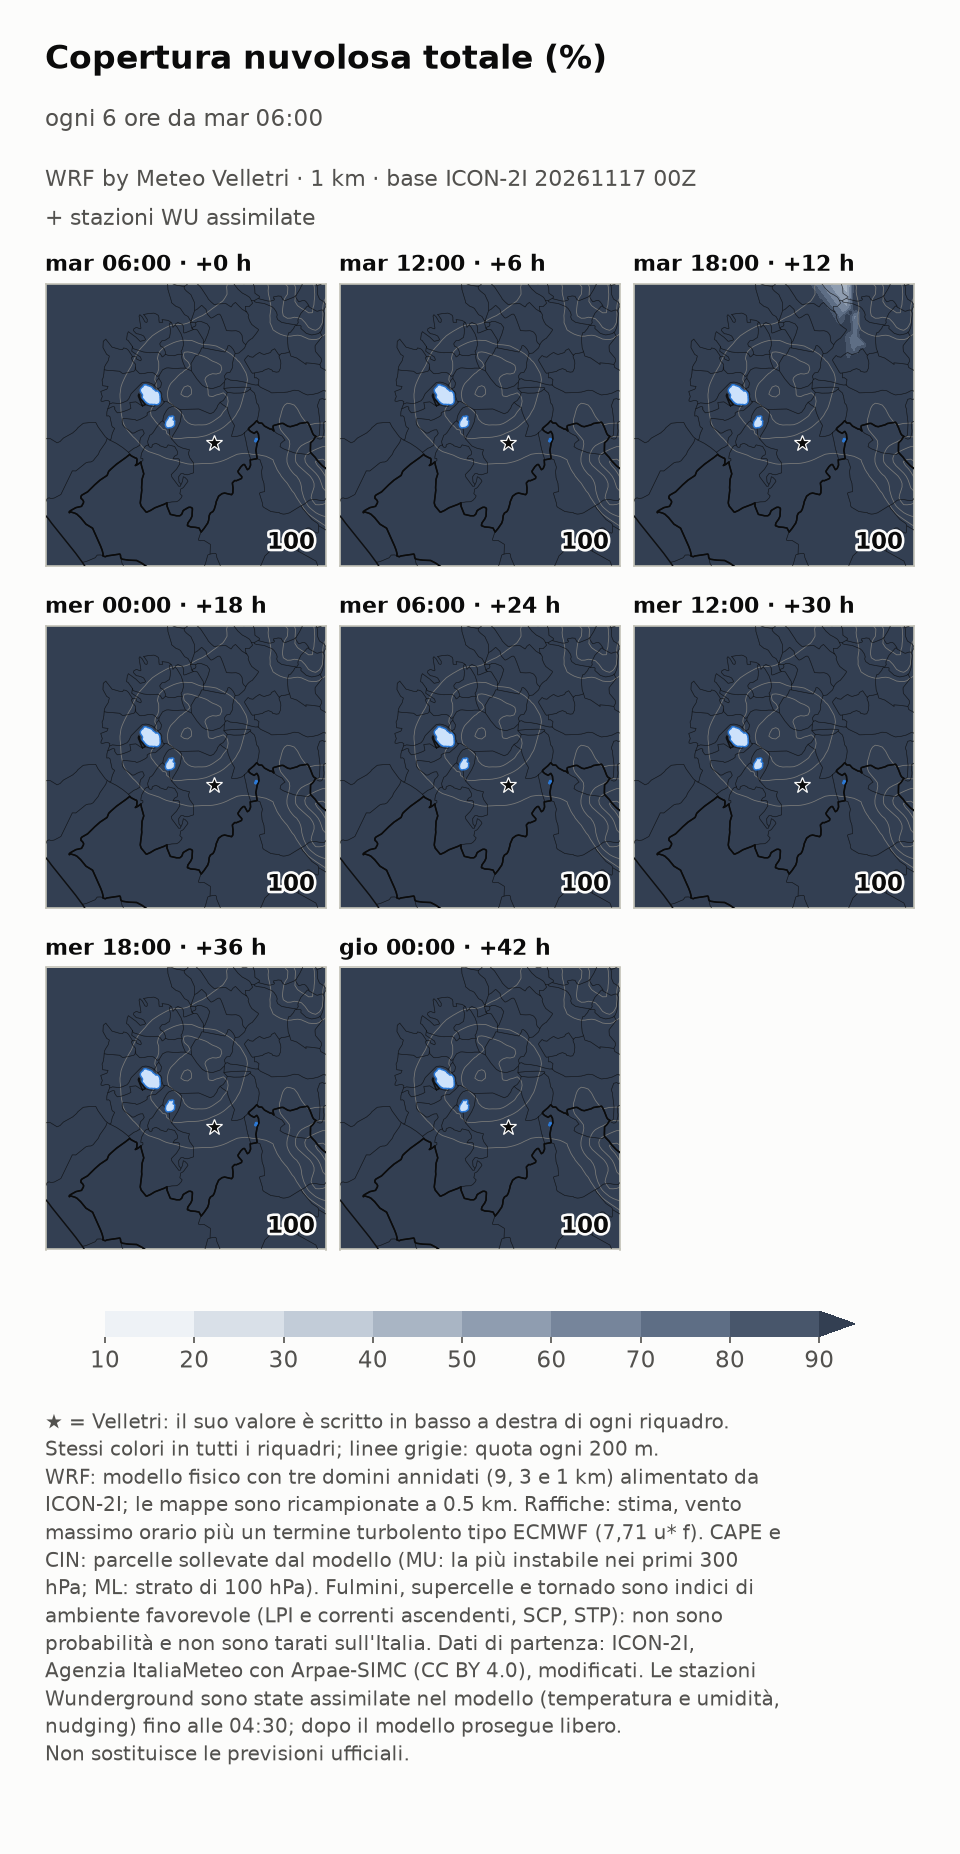 Copertura nuvolosa totale (%)
ogni 6 ore da mar 06:00
WRF by Meteo Velletri · 1 km · base ICON-2I 20261117 00Z
+ stazioni WU assimilate
mar 06:00 · +0 h
mar 12:00 · +6 h
mar 18:00 · +12 h
100
100
100
mer 00:00 · +18 h
mer 06:00 · +24 h
mer 12:00 · +30 h
100
100
100
mer 18:00 · +36 h
gio 00:00 · +42 h
100
100
10 20 30 40 50 60 70 80 90
★ = Velletri: il suo valore è scritto in basso a destra di ogni riquadro.
Stessi colori in tutti i riquadri; linee grigie: quota ogni 200 m.
WRF: modello fisico con tre domini annidati (9, 3 e 1 km) alimentato da
ICON-2I; le mappe sono ricampionate a 0.5 km. Raffiche: stima, vento
massimo orario più un termine turbolento tipo ECMWF (7,71 u* f). CAPE e
CIN: parcelle sollevate dal modello (MU: la più instabile nei primi 300
hPa; ML: strato di 100 hPa). Fulmini, supercelle e tornado sono indici di
ambiente favorevole (LPI e correnti ascendenti, SCP, STP): non sono
probabilità e non sono tarati sull'Italia. Dati di partenza: ICON-2I,
Agenzia ItaliaMeteo con Arpae-SIMC (CC BY 4.0), modificati. Le stazioni
Wunderground sono state assimilate nel modello (temperatura e umidità,
nudging) fino alle 04:30; dopo il modello prosegue libero.
Non sostituisce le previsioni ufficiali.